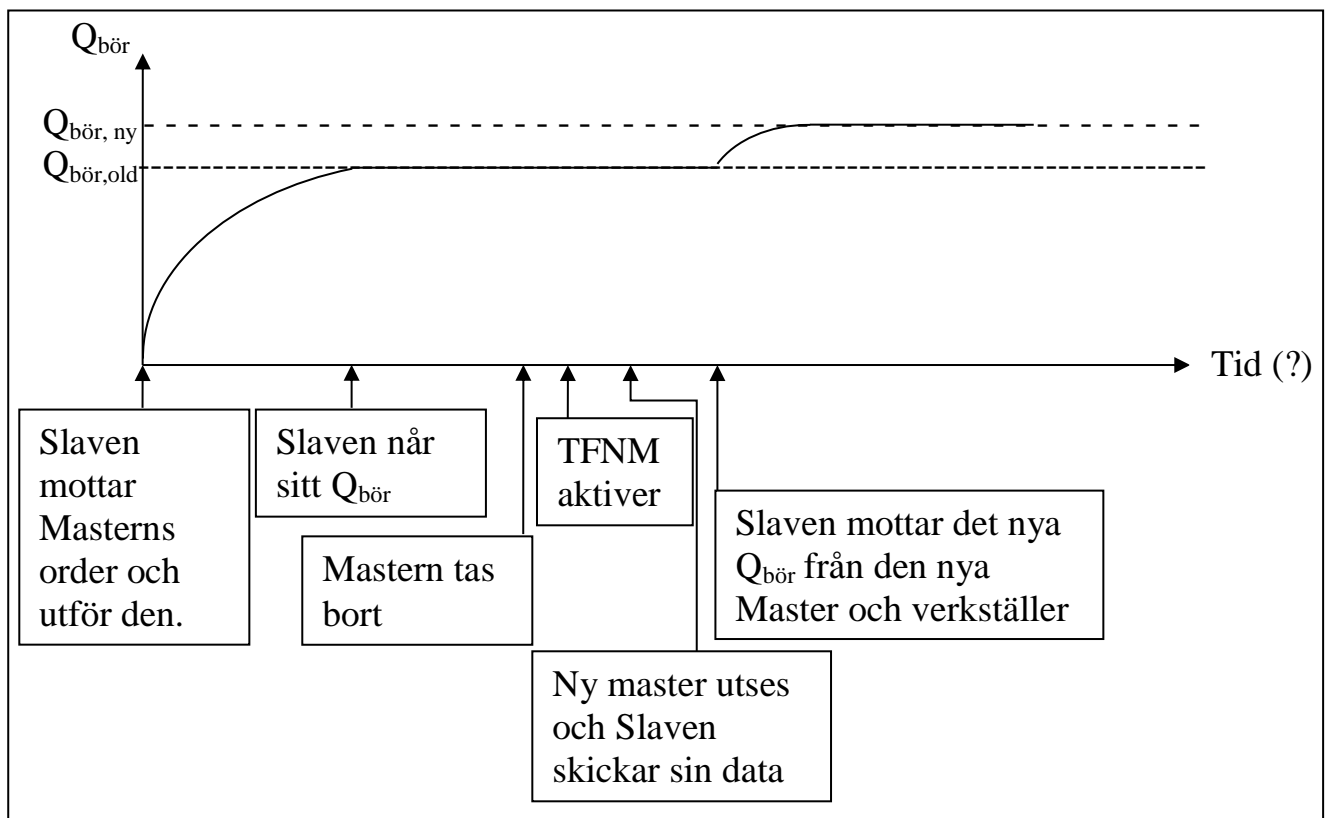 Qbör
Qbör, ny
Qbör,old
Tid (?)
Slaven
mottar
Masterns
order och
utför den.
Slaven når
sitt Qbör
Mastern tas
bort
TFNM
aktiver
Ny master utses
och Slaven
skickar sin data
Slaven mottar det nya
Qbör från den nya
Master och verkställer